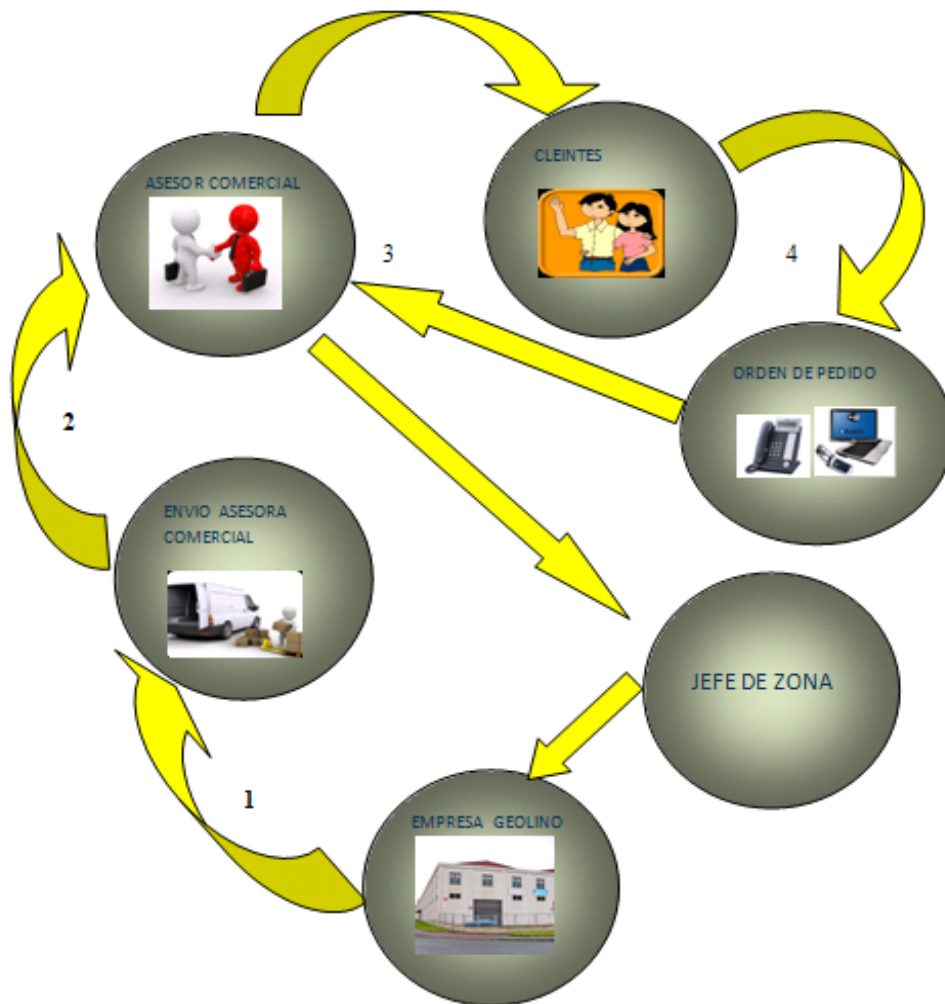 CLEINTES
ASESOR COMERCIAL
3
4
ORDEN DE PEDIDO
2
ENVIO ASESORA
COMERCIAL
JEFE DE ZONA
1
EMPRESA GEOLINO